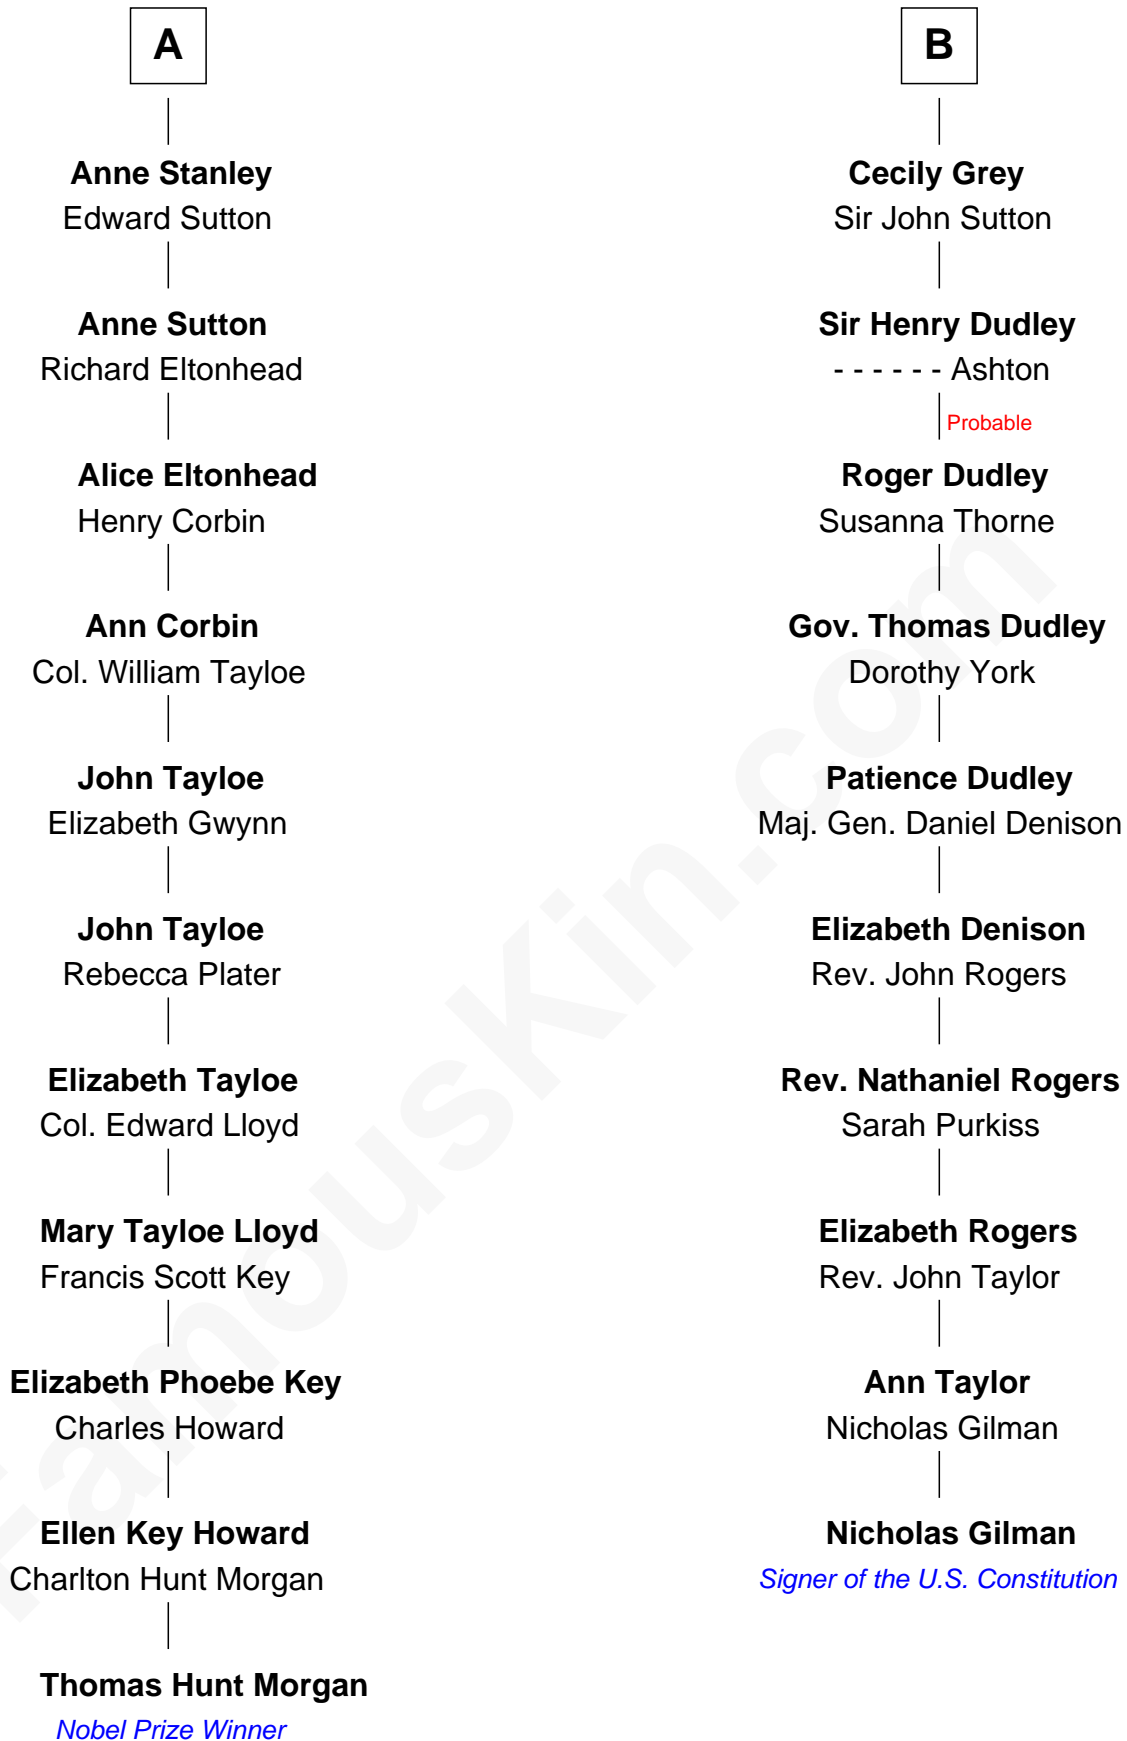 A
Anne Stanley
Edward Sutton
Anne Sutton
Richard Eltonhead
Alice Eltonhead
Henry Corbin
Ann Corbin
Col. William Tayloe
John Tayloe
Elizabeth Gwynn
John Tayloe
Rebecca Plater
Elizabeth Tayloe
Col. Edward Lloyd
Mary Tayloe Lloyd
Francis Scott Key
Elizabeth Phoebe Key
Charles Howard
Ellen Key Howard
Charlton Hunt Morgan
Thomas Hunt Morgan
Nobel Prize Winner
B
Cecily Grey
Sir John Sutton
Sir Henry Dudley
- - - - - - Ashton
Probable
Roger Dudley
Susanna Thorne
Gov. Thomas Dudley
Dorothy York
Patience Dudley
Maj. Gen. Daniel Denison
Elizabeth Denison
Rev. John Rogers
Rev. Nathaniel Rogers
Sarah Purkiss
Elizabeth Rogers
Rev. John Taylor
Ann Taylor
Nicholas Gilman
Nicholas Gilman
Signer of the U.S. Constitution
FamousKin.com